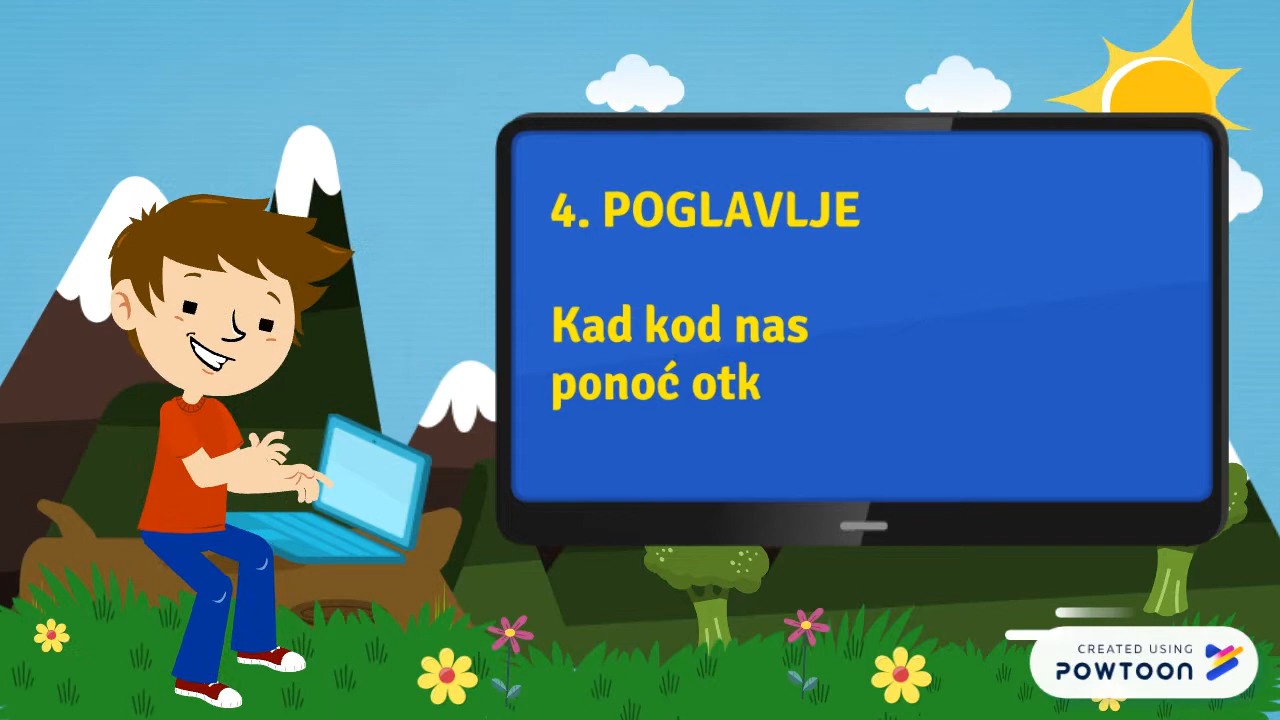 4. POGLAVLJE
Kad kod nas
ponoć otk
CREATED USING
POWTOON